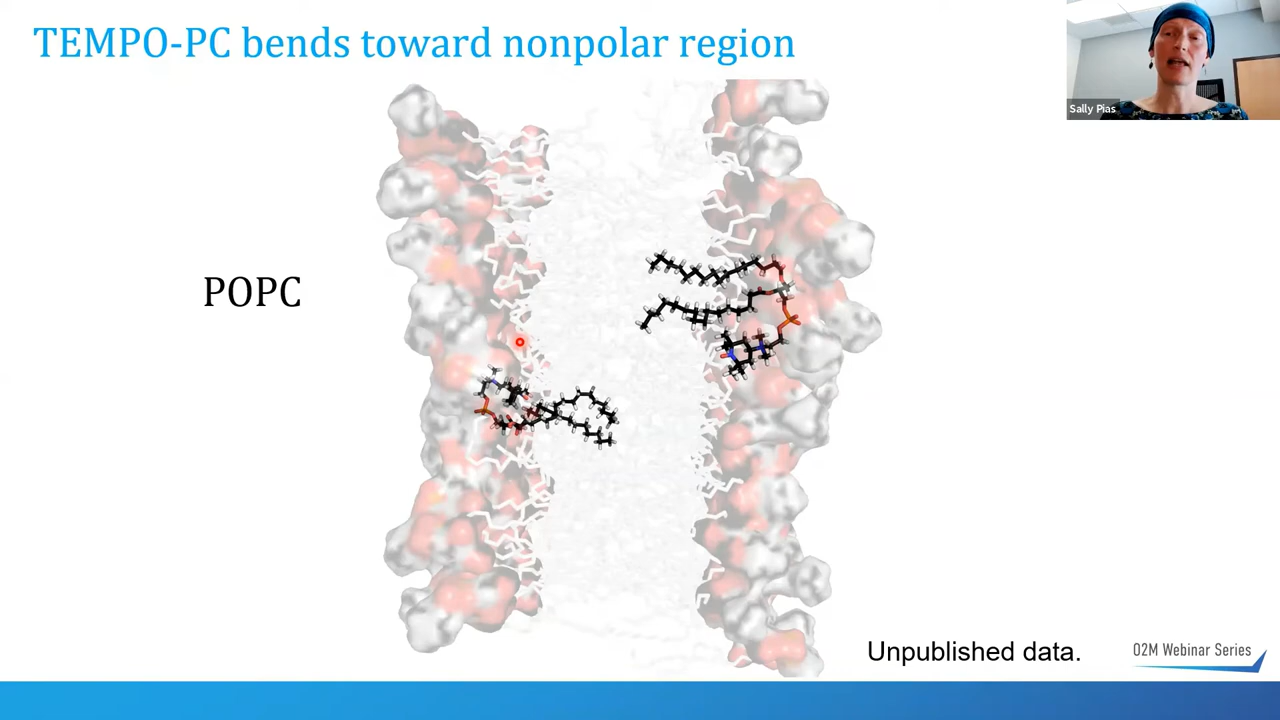 TEMPO-PC bends toward nonpolar region
Sally Pias
POPC
Unpublished data.
O2M Webinar Series